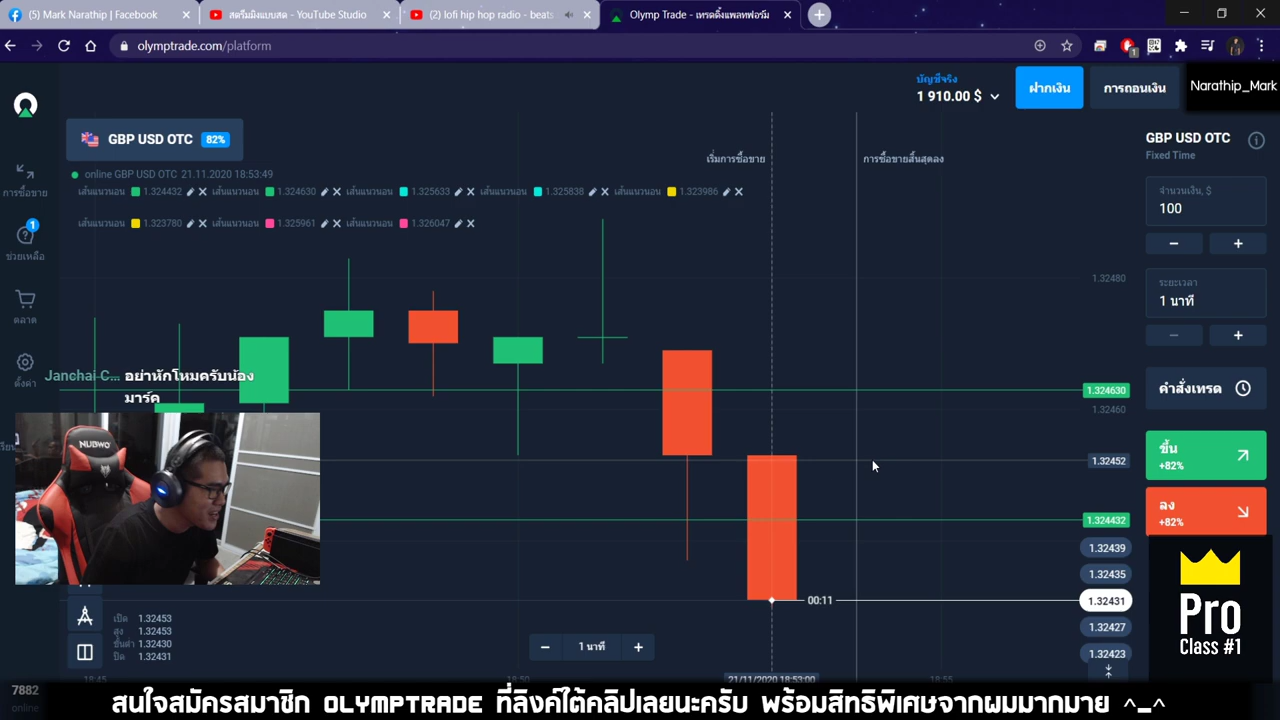 (5) Mark Narathip | Facebook
สตรีมมิงแบบสด - YouTube Studio
(2) lofi hip hop radio - beats
Olymp Trade - เทรดดิ้งแพลทฟอร์ม
olymptrade.com/platform
1
บัญชีจริง
1 910.00 $
ฝากเงิน
การถอนเงิน
Narathip_Mark
GBP USD OTC 82%
เริ่มการซื้อขาย
การซื้อขายสิ้นสุดลง
GBP USD OTC
Fixed Time
online GBP USD OTC 21.11.2020 18:53:49
เส้นแนวนอน 1.324432 เส้นแนวนอน 1.324630 เส้นแนวนอน 1.325633 เส้นแนวนอน 1.325838 เส้นแนวนอน 1.323986
เส้นแนวนอน 1.323780 เส้นแนวนอน 1.325961 เส้นแนวนอน 1.326047
การซื้อขาย
1
ช่วยเหลือ
ตลาด
ตั้งค่า
จำนวนเงิน, $
100
ระยะเวลา
1 นาที
คำสั่งเทรด
ขึ้น
+82%
ลง
+82%
Janchai C... อย่าหักโหมครับน้อง
มาร์ค
NUBWO
1.32480
1.324630
1.32460
1.32452
1.324432
1.32439
1.32435
1.32431
1.32427
1.32423
00:11
Pro
Class #1
เปิด 1.32453
สูง 1.32453
ขั้นต่ำ 1.32430
ปิด 1.32431
1 นาที
18:45
18:50
21/11/2020 18:53:00
18:55
7882
online
สนใจสมัครสมาชิก OLYMPTRADE ที่ลิงค์ใต้คลิปเลยนะครับ พร้อมสิทธิพิเศษจากผมมากมาย ^_^